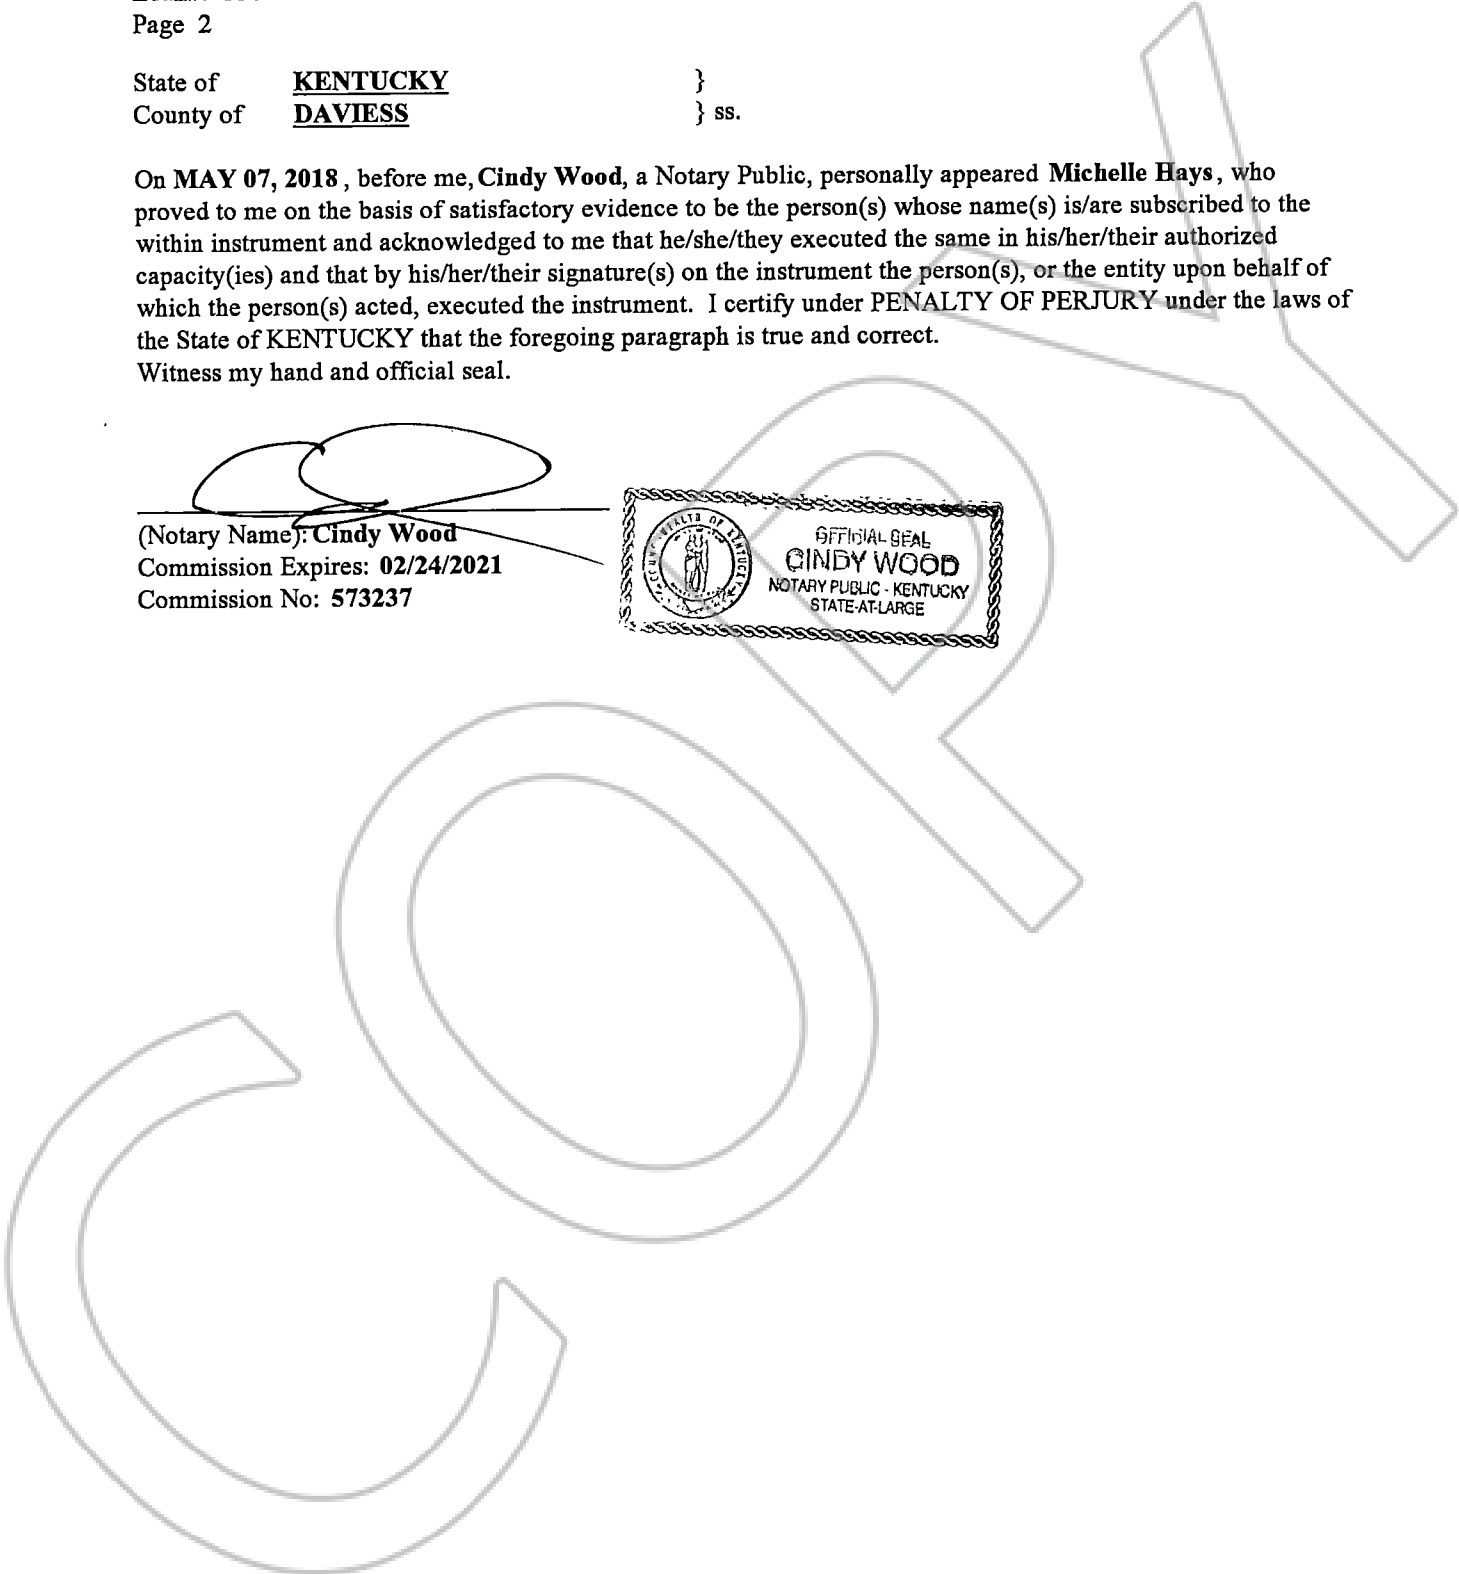 Page 2
State of KENTUCKY }
County of DAVIESS } ss.
On MAY 07, 2018, before me, Cindy Wood, a Notary Public, personally appeared Michelle Hays, who
proved to me on the basis of satisfactory evidence to be the person(s) whose name(s) is/are subscribed to the
within instrument and acknowledged to me that he/she/they executed the same in his/her/their authorized
capacity(ies) and that by his/her/their signature(s) on the instrument the person(s), or the entity upon behalf of
which the person(s) acted, executed the instrument. I certify under PENALTY OF PERJURY under the laws of
the State of KENTUCKY that the foregoing paragraph is true and correct.
Witness my hand and official seal.
(Notary Name): Cindy Wood
Commission Expires: 02/24/2021
Commission No: 573237
OFFICIAL SEAL
CINDY WOOD
NOTARY PUBLIC - KENTUCKY
STATE-AT-LARGE
COPY